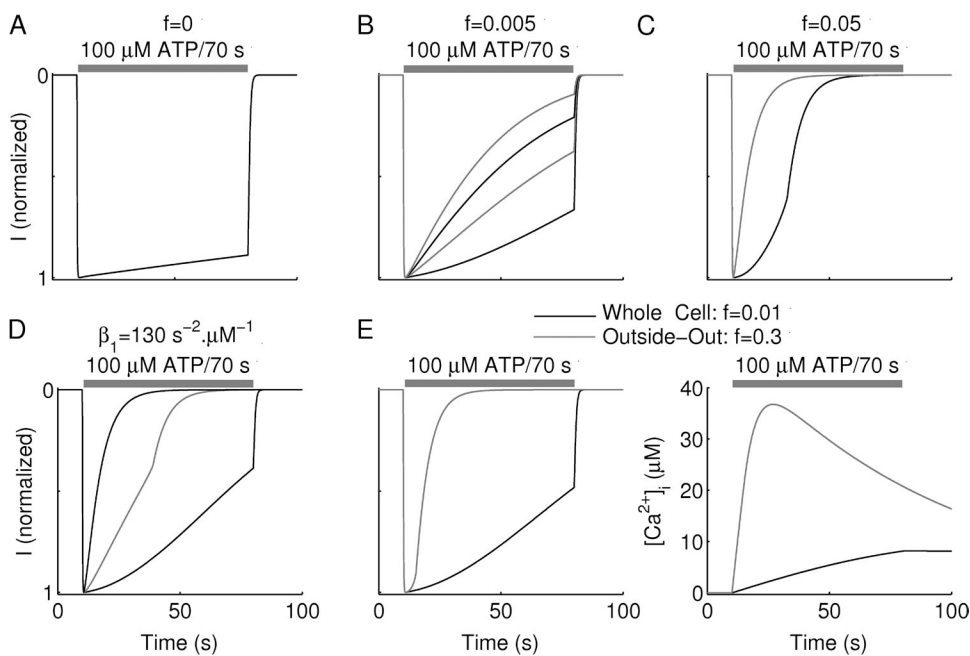 A
f=0
100 μM ATP/70 s
0
1
I (normalized)
B
f=0.005
100 μM ATP/70 s
C
f=0.05
100 μM ATP/70 s
D
β₁=130 s⁻².μM⁻¹
100 μM ATP/70 s
0
1
I (normalized)
0
50
100
Time (s)
E
Whole Cell: f=0.01
Outside−Out: f=0.3
100 μM ATP/70 s
0
50
100
Time (s)
100 μM ATP/70 s
40
30
20
10
0
[Ca²⁺]ᵢ (μM)
0
50
100
Time (s)